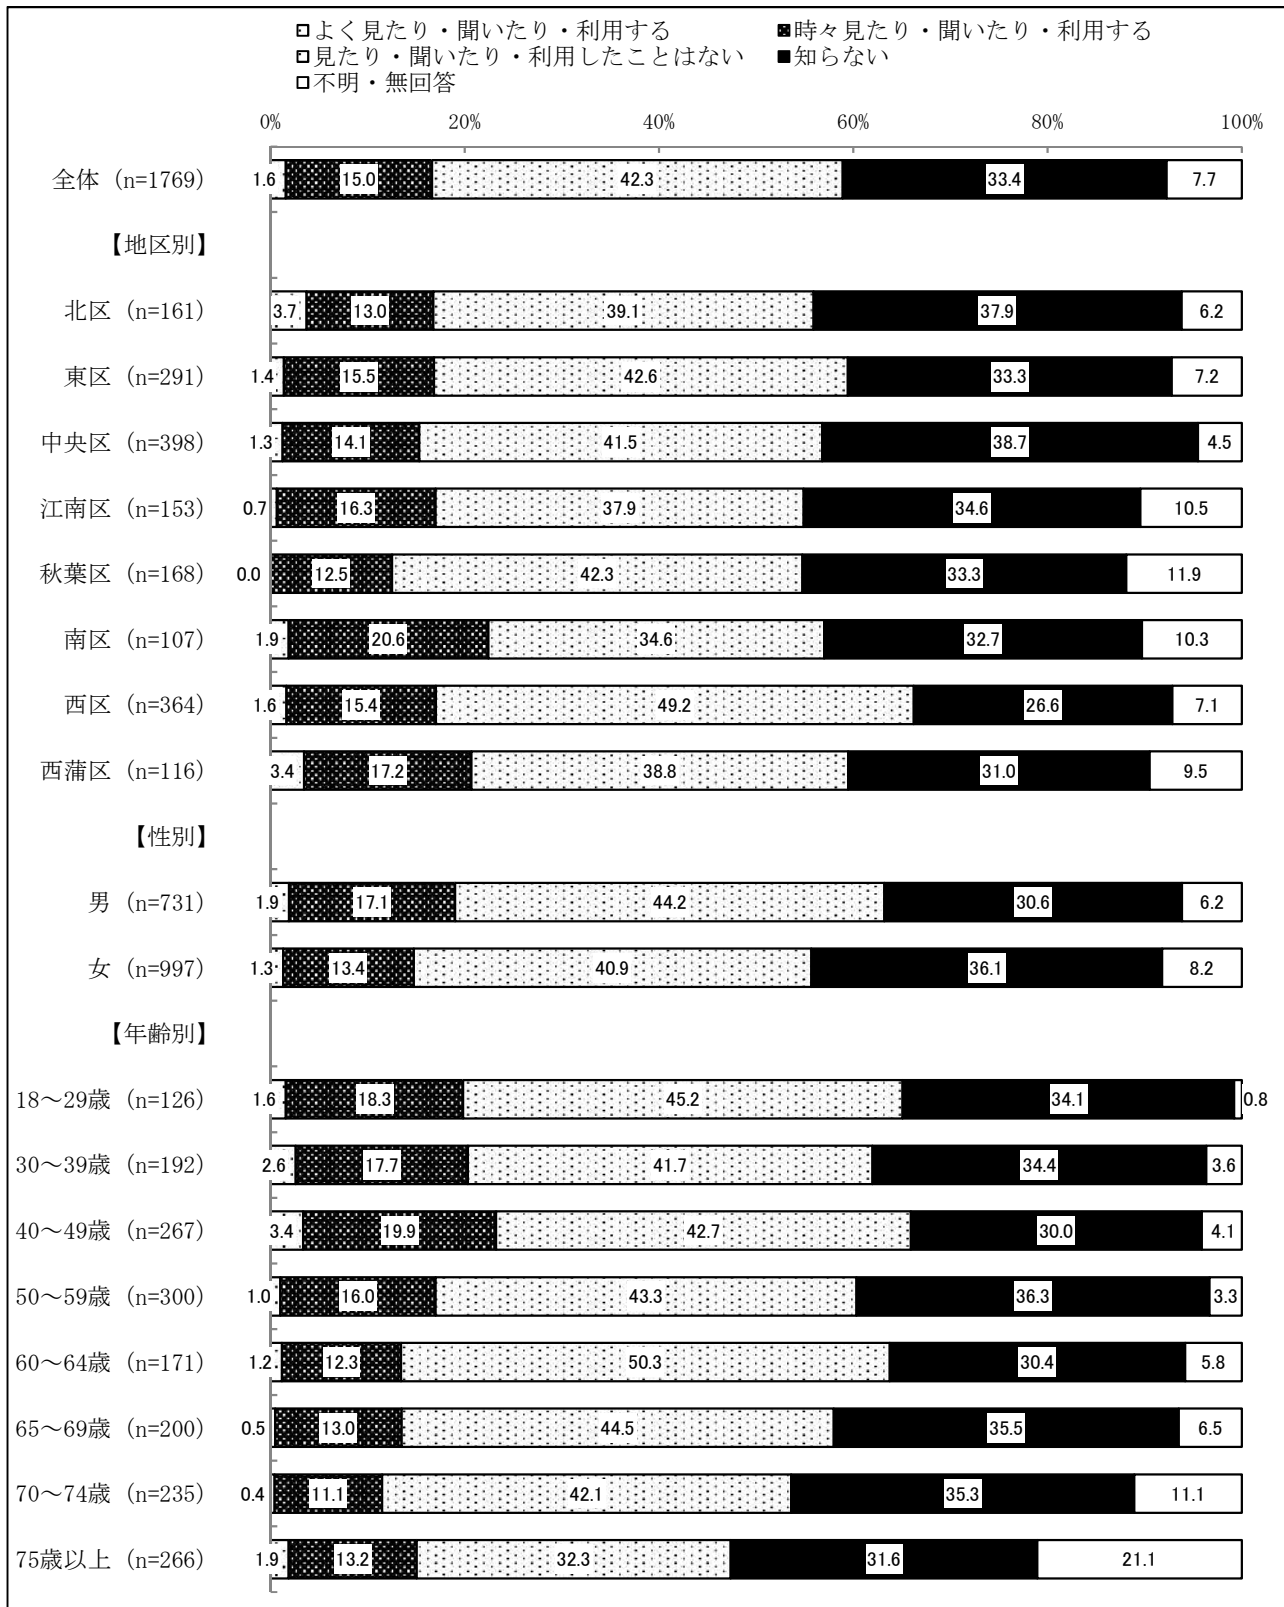 よく見たり・聞いたり・利用する 時々見たり・聞いたり・利用する
見たり・聞いたり・利用したことはない 知らない
不明・無回答
0% 20% 40% 60% 80% 100%
全体 (n=1769) 1.6 15.0 42.3 33.4 7.7
【地区別】
北区 (n=161) 3.7 13.0 39.1 37.9 6.2
東区 (n=291) 1.4 15.5 42.6 33.3 7.2
中央区 (n=398) 1.3 14.1 41.5 38.7 4.5
江南区 (n=153) 0.7 16.3 37.9 34.6 10.5
秋葉区 (n=168) 0.0 12.5 42.3 33.3 11.9
南区 (n=107) 1.9 20.6 34.6 32.7 10.3
西区 (n=364) 1.6 15.4 49.2 26.6 7.1
西蒲区 (n=116) 3.4 17.2 38.8 31.0 9.5
【性別】
男 (n=731) 1.9 17.1 44.2 30.6 6.2
女 (n=997) 1.3 13.4 40.9 36.1 8.2
【年齢別】
18～29歳 (n=126) 1.6 18.3 45.2 34.1 0.8
30～39歳 (n=192) 2.6 17.7 41.7 34.4 3.6
40～49歳 (n=267) 3.4 19.9 42.7 30.0 4.1
50～59歳 (n=300) 1.0 16.0 43.3 36.3 3.3
60～64歳 (n=171) 1.2 12.3 50.3 30.4 5.8
65～69歳 (n=200) 0.5 13.0 44.5 35.5 6.5
70～74歳 (n=235) 0.4 11.1 42.1 35.3 11.1
75歳以上 (n=266) 1.9 13.2 32.3 31.6 21.1